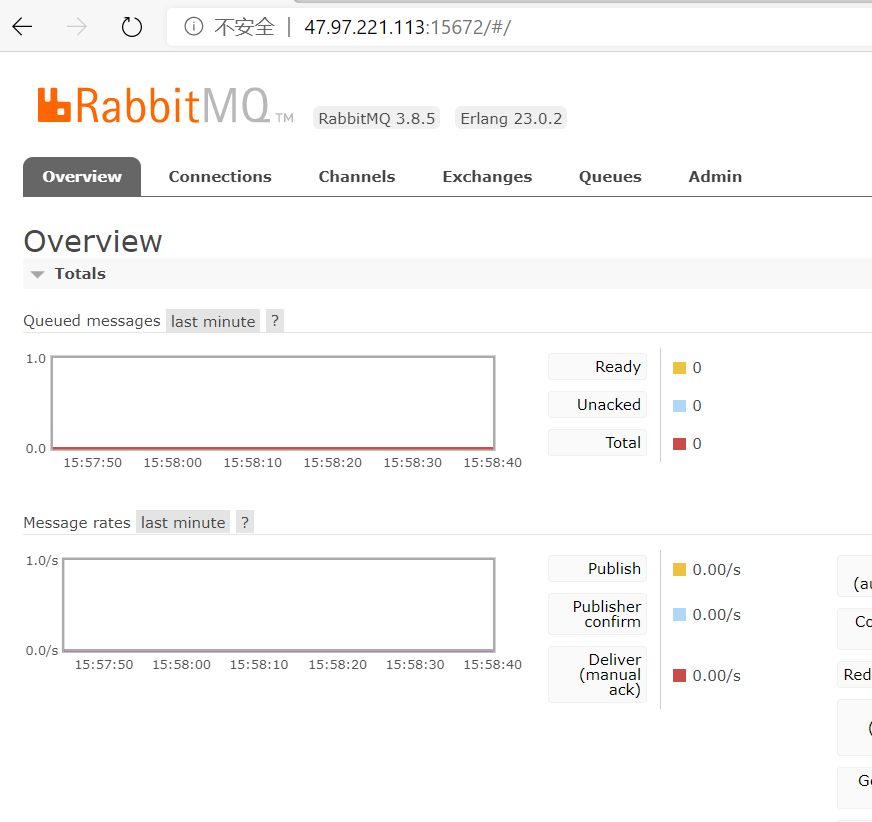 不安全 | 47.97.221.113:15672/#/
RabbitMQ TM RabbitMQ 3.8.5 Erlang 23.0.2
Overview Connections Channels Exchanges Queues Admin
Overview
Totals
Queued messages last minute ?
1.0
0.0
15:57:50 15:58:00 15:58:10 15:58:20 15:58:30 15:58:40
Ready 0
Unacked 0
Total 0
Message rates last minute ?
1.0/s
0.0/s
15:57:50 15:58:00 15:58:10 15:58:20 15:58:30 15:58:40
Publish 0.00/s
Publisher
confirm 0.00/s
Deliver
(manual
ack) 0.00/s
(au
Co
Red
(
Ge